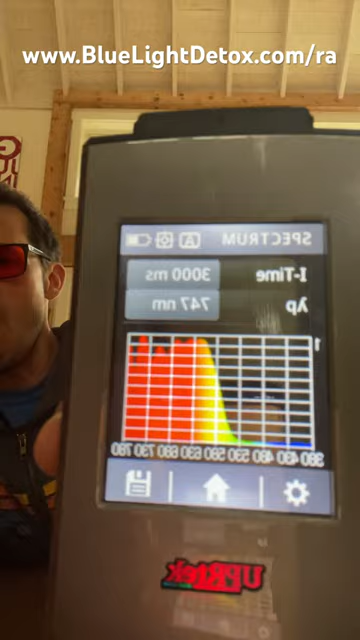 www.BlueLightDetox.com/ra
SPECTRUM A
I-Time 3000 ms
λp 747 nm
1
380 430 480 530 580 630 680 730 780
UPRtek